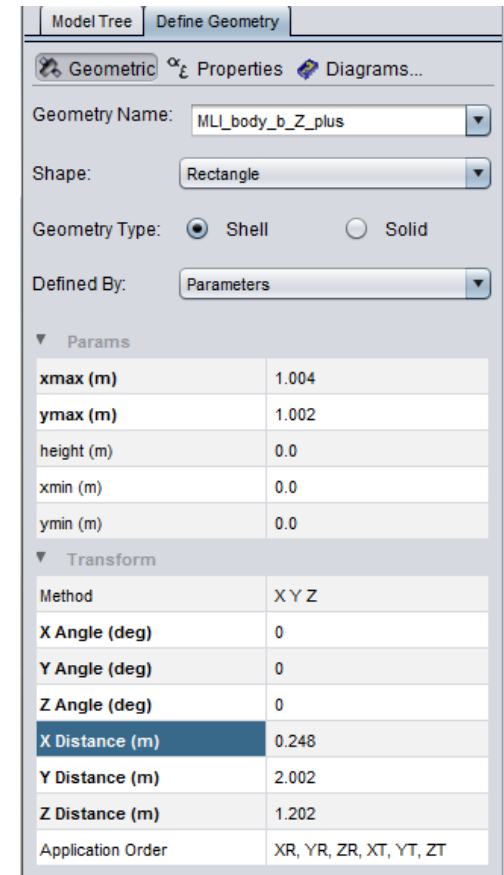 Model Tree Define Geometry
Geometric αε Properties Diagrams...
Geometry Name: MLI_body_b_Z_plus
Shape: Rectangle
Geometry Type: Shell Solid
Defined By: Parameters
Params
xmax (m) 1.004
ymax (m) 1.002
height (m) 0.0
xmin (m) 0.0
ymin (m) 0.0
Transform
Method X Y Z
X Angle (deg) 0
Y Angle (deg) 0
Z Angle (deg) 0
X Distance (m) 0.248
Y Distance (m) 2.002
Z Distance (m) 1.202
Application Order XR, YR, ZR, XT, YT, ZT